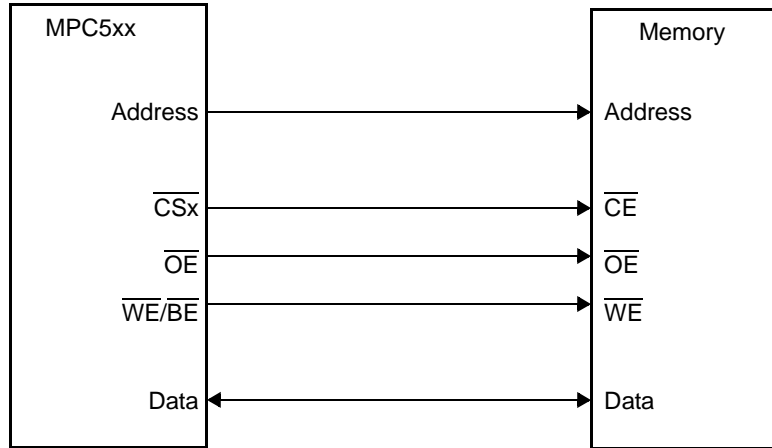 MPC5xx
Memory
Address
Address
CSx
CE
OE
OE
WE/BE
WE
Data
Data